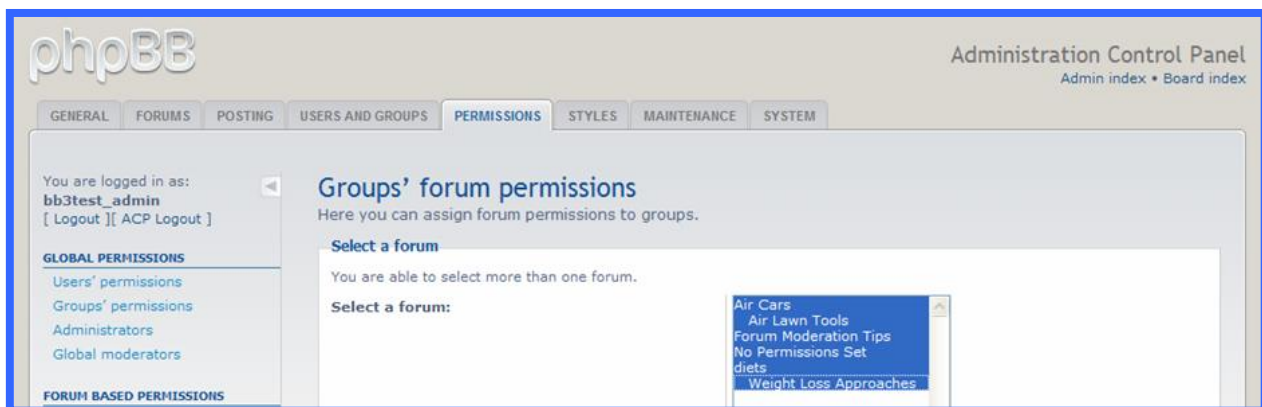 phpBB
Administration Control Panel
Admin index • Board index
GENERAL FORUMS POSTING USERS AND GROUPS PERMISSIONS STYLES MAINTENANCE SYSTEM
You are logged in as:
bb3test_admin
[ Logout ][ ACP Logout ]
GLOBAL PERMISSIONS
Users' permissions
Groups' permissions
Administrators
Global moderators
FORUM BASED PERMISSIONS
Groups' forum permissions
Here you can assign forum permissions to groups.
Select a forum
You are able to select more than one forum.
Select a forum:
Air Cars
Air Lawn Tools
Forum Moderation Tips
No Permissions Set
diets
Weight Loss Approaches